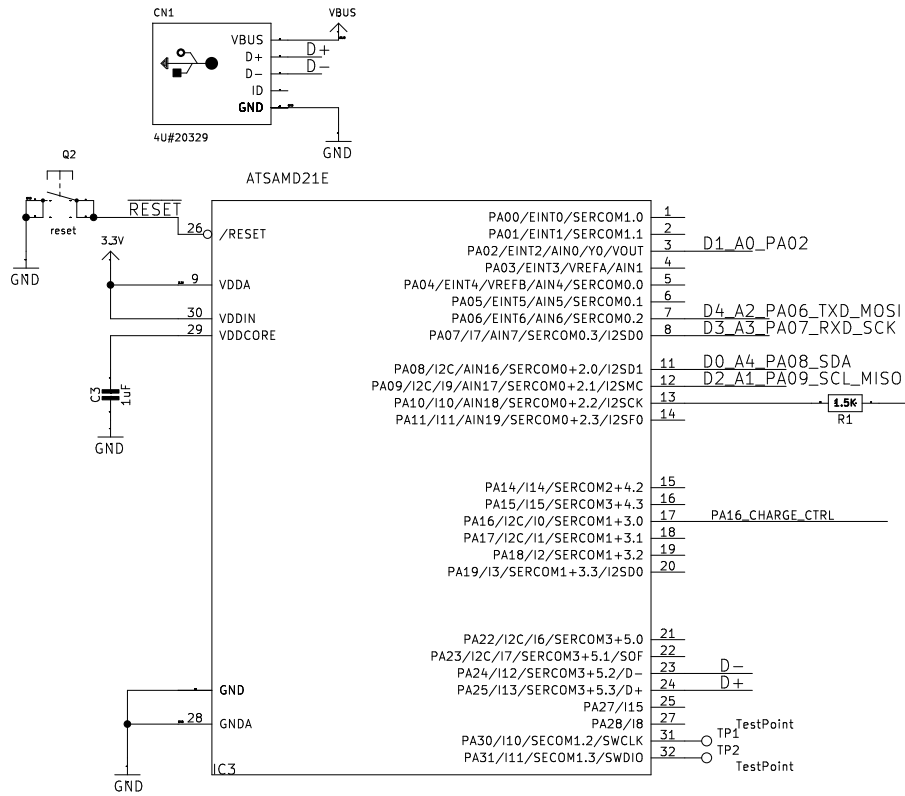 CN1
VBUS
VBUS
D+ D+
D- D-
ID
GND
4U#20329
GND
Q2
ATSAMD21E
RESET
reset
GND
3.3V
26 /RESET
9 VDDA
30 VDDIN
29 VDDCORE
C3
1uF
GND
GND
28 GNDA
GND
IC3
PA00/EINT0/SERCOM1.0 1
PA01/EINT1/SERCOM1.1 2
PA02/EINT2/AIN0/Y0/VOUT 3 D1_A0_PA02
PA03/EINT3/VREFA/AIN1 4
PA04/EINT4/VREFB/AIN4/SERCOM0.0 5
PA05/EINT5/AIN5/SERCOM0.1 6
PA06/EINT6/AIN6/SERCOM0.2 7 D4_A2_PA06_TXD_MOSI
PA07/I7/AIN7/SERCOM0.3/I2SD0 8 D3_A3_PA07_RXD_SCK
PA08/I2C/AIN16/SERCOM0+2.0/I2SD1 11 D0_A4_PA08_SDA
PA09/I2C/I9/AIN17/SERCOM0+2.1/I2SMC 12 D2_A1_PA09_SCL_MISO
PA10/I10/AIN18/SERCOM0+2.2/I2SCK 13 1.5K
R1
PA11/I11/AIN19/SERCOM0+2.3/I2SF0 14
PA14/I14/SERCOM2+4.2 15
PA15/I15/SERCOM3+4.3 16
PA16/I2C/I0/SERCOM1+3.0 17 PA16_CHARGE_CTRL
PA17/I2C/I1/SERCOM1+3.1 18
PA18/I2/SERCOM1+3.2 19
PA19/I3/SERCOM1+3.3/I2SD0 20
PA22/I2C/I6/SERCOM3+5.0 21
PA23/I2C/I7/SERCOM3+5.1/SOF 22
PA24/I12/SERCOM3+5.2/D- 23 D-
PA25/I13/SERCOM3+5.3/D+ 24 D+
PA27/I15 25
PA28/I8 27
TestPoint
PA30/I10/SECOM1.2/SWCLK 31 TP1
PA31/I11/SECOM1.3/SWDIO 32 TP2
TestPoint